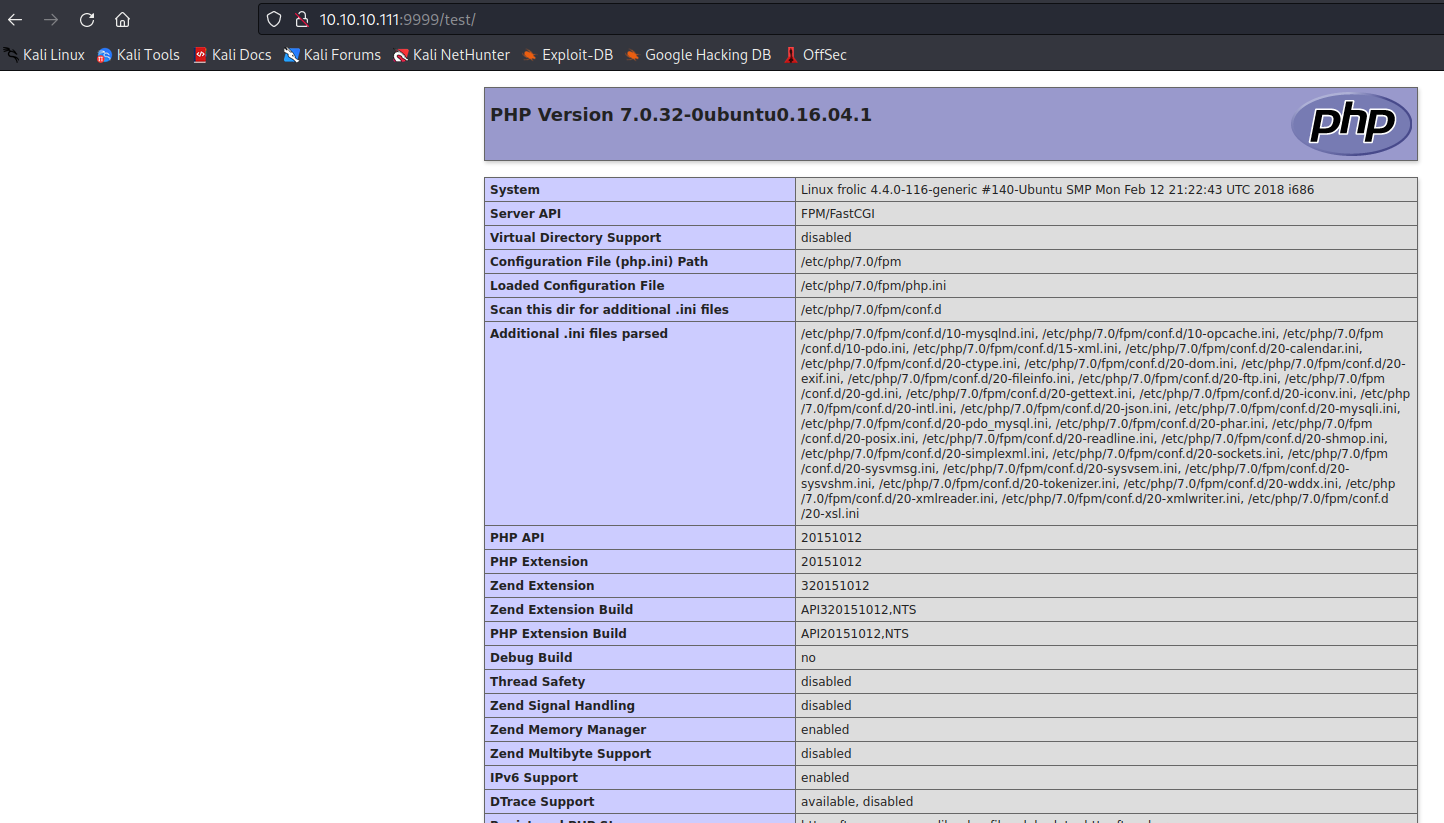 10.10.10.111:9999/test/
Kali Linux Kali Tools Kali Docs Kali Forums Kali NetHunter Exploit-DB Google Hacking DB OffSec
PHP Version 7.0.32-0ubuntu0.16.04.1
php
System Linux frolic 4.4.0-116-generic #140-Ubuntu SMP Mon Feb 12 21:22:43 UTC 2018 i686
Server API FPM/FastCGI
Virtual Directory Support disabled
Configuration File (php.ini) Path /etc/php/7.0/fpm
Loaded Configuration File /etc/php/7.0/fpm/php.ini
Scan this dir for additional .ini files /etc/php/7.0/fpm/conf.d
Additional .ini files parsed /etc/php/7.0/fpm/conf.d/10-mysqlnd.ini, /etc/php/7.0/fpm/conf.d/10-opcache.ini, /etc/php/7.0/fpm
/conf.d/10-pdo.ini, /etc/php/7.0/fpm/conf.d/15-xml.ini, /etc/php/7.0/fpm/conf.d/20-calendar.ini,
/etc/php/7.0/fpm/conf.d/20-ctype.ini, /etc/php/7.0/fpm/conf.d/20-dom.ini, /etc/php/7.0/fpm/conf.d/20-
exif.ini, /etc/php/7.0/fpm/conf.d/20-fileinfo.ini, /etc/php/7.0/fpm/conf.d/20-ftp.ini, /etc/php/7.0/fpm
/conf.d/20-gd.ini, /etc/php/7.0/fpm/conf.d/20-gettext.ini, /etc/php/7.0/fpm/conf.d/20-iconv.ini, /etc/php
/7.0/fpm/conf.d/20-intl.ini, /etc/php/7.0/fpm/conf.d/20-json.ini, /etc/php/7.0/fpm/conf.d/20-mysqli.ini,
/etc/php/7.0/fpm/conf.d/20-pdo_mysql.ini, /etc/php/7.0/fpm/conf.d/20-phar.ini, /etc/php/7.0/fpm
/conf.d/20-posix.ini, /etc/php/7.0/fpm/conf.d/20-readline.ini, /etc/php/7.0/fpm/conf.d/20-shmop.ini,
/etc/php/7.0/fpm/conf.d/20-simplexml.ini, /etc/php/7.0/fpm/conf.d/20-sockets.ini, /etc/php/7.0/fpm
/conf.d/20-sysvmsg.ini, /etc/php/7.0/fpm/conf.d/20-sysvsem.ini, /etc/php/7.0/fpm/conf.d/20-
sysvshm.ini, /etc/php/7.0/fpm/conf.d/20-tokenizer.ini, /etc/php/7.0/fpm/conf.d/20-wddx.ini, /etc/php
/7.0/fpm/conf.d/20-xmlreader.ini, /etc/php/7.0/fpm/conf.d/20-xmlwriter.ini, /etc/php/7.0/fpm/conf.d
/20-xsl.ini
PHP API 20151012
PHP Extension 20151012
Zend Extension 320151012
Zend Extension Build API320151012,NTS
PHP Extension Build API20151012,NTS
Debug Build no
Thread Safety disabled
Zend Signal Handling disabled
Zend Memory Manager enabled
Zend Multibyte Support disabled
IPv6 Support enabled
DTrace Support available, disabled